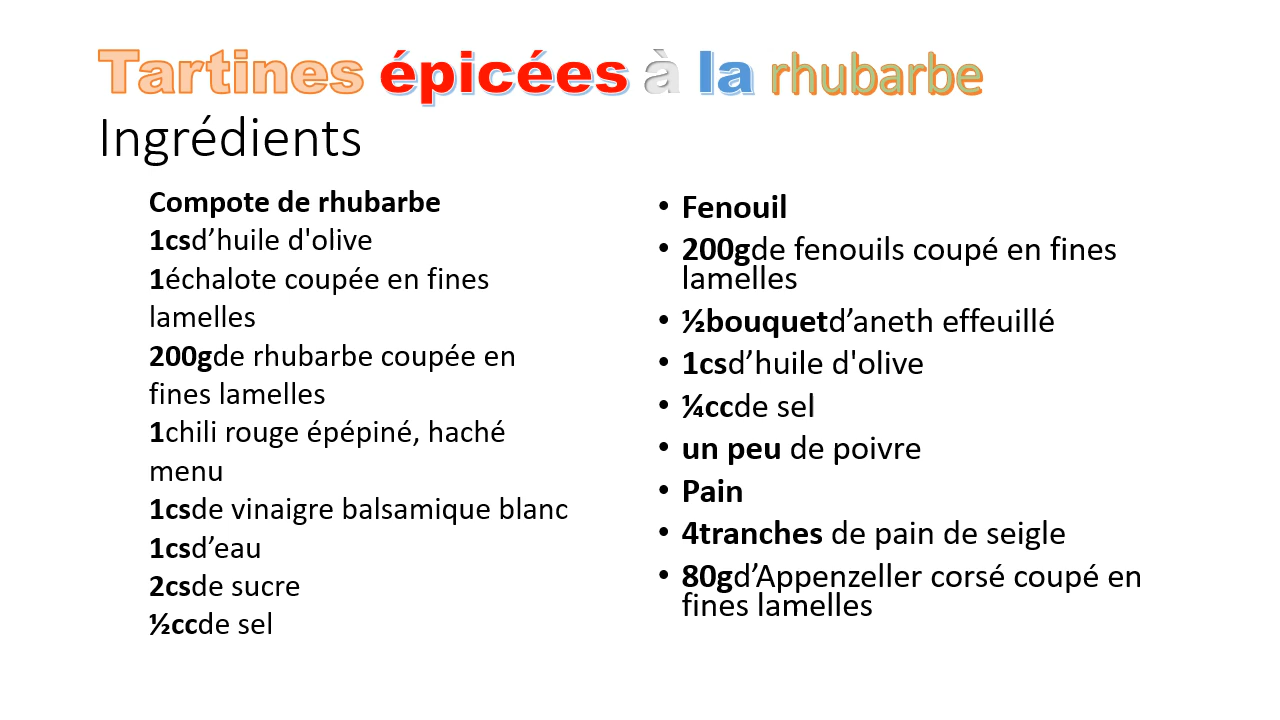 Tartines épicées à la rhubarbe
Ingrédients
Compote de rhubarbe
1csd’huile d'olive
1échalote coupée en fines
lamelles
200gde rhubarbe coupée en
fines lamelles
1chili rouge épépiné, haché
menu
1csde vinaigre balsamique blanc
1csd’eau
2csde sucre
½ccde sel
• Fenouil
• 200gde fenouils coupé en fines
lamelles
• ½bouquetd’aneth effeuillé
• 1csd’huile d'olive
• ¼ccde sel
• un peu de poivre
• Pain
• 4tranches de pain de seigle
• 80gd’Appenzeller corsé coupé en
fines lamelles